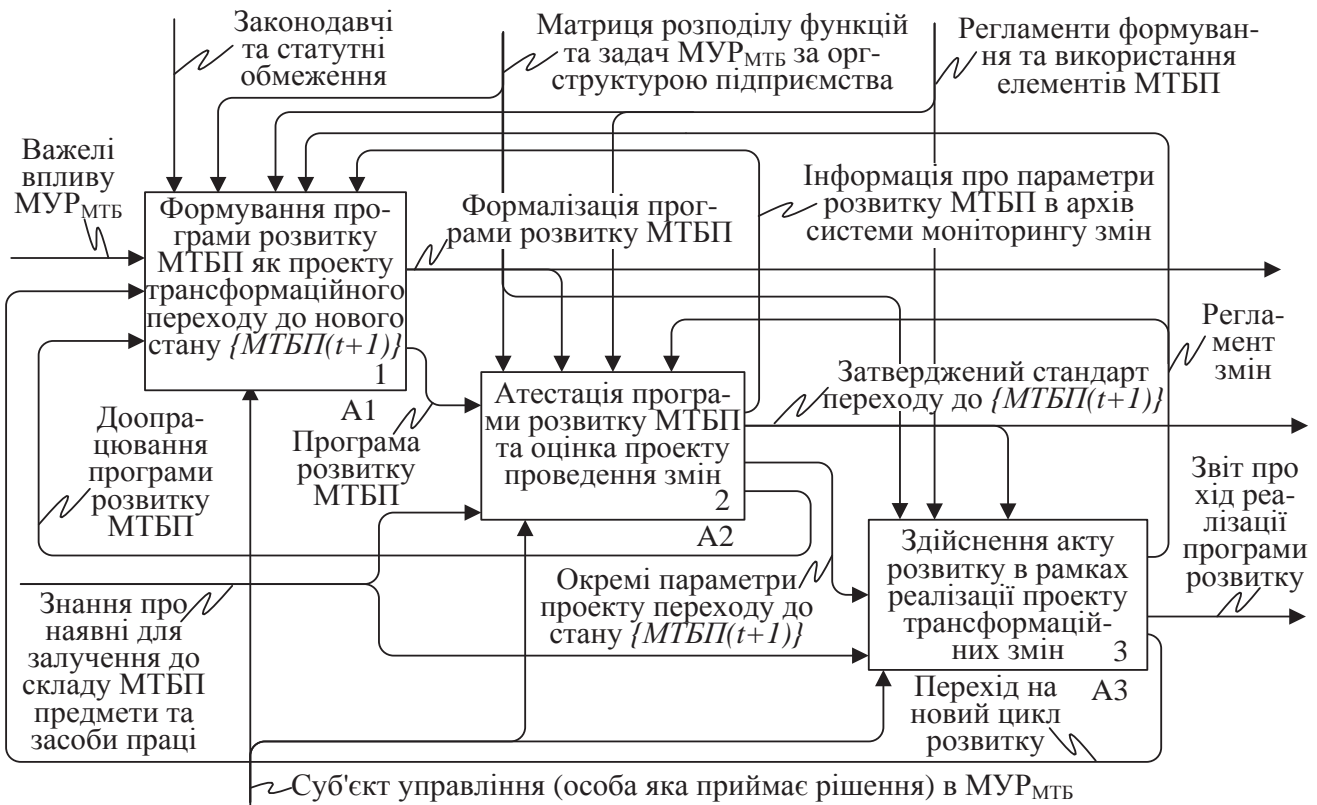 Законодавчі
та статутні
обмеження
Матриця розподілу функцій
та задач МУРМТБ за орг-
структурою підприємства
Регламенти формуван-
ня та використання
елементів МТБП
Важелі
впливу
МУРМТБ
Формування про-
грами розвитку
МТБП як проекту
трансформаційного
переходу до нового
стану {МТБП(t+1)}
1
А1
Формалізація прог-
рами розвитку МТБП
Інформація про параметри
розвитку МТБП в архів
системи моніторингу змін
Регла-
мент
змін
Затверджений стандарт
переходу до {МТБП(t+1)}
Атестація програ-
ми розвитку МТБП
та оцінка проекту
проведення змін
2
А2
Програма
розвитку
МТБП
Доопра-
цювання
програми
розвитку
МТБП
Звіт про
хід реа-
лізації
програми
розвитку
Здійснення акту
розвитку в рамках
реалізації проекту
трансформацій-
них змін
3
А3
Окремі параметри
проекту переходу до
стану {МТБП(t+1)}
Знання про
наявні для
залучення до
складу МТБП
предмети та
засоби праці
Перехід на
новий цикл
розвитку
Суб'єкт управління (особа яка приймає рішення) в МУРМТБ